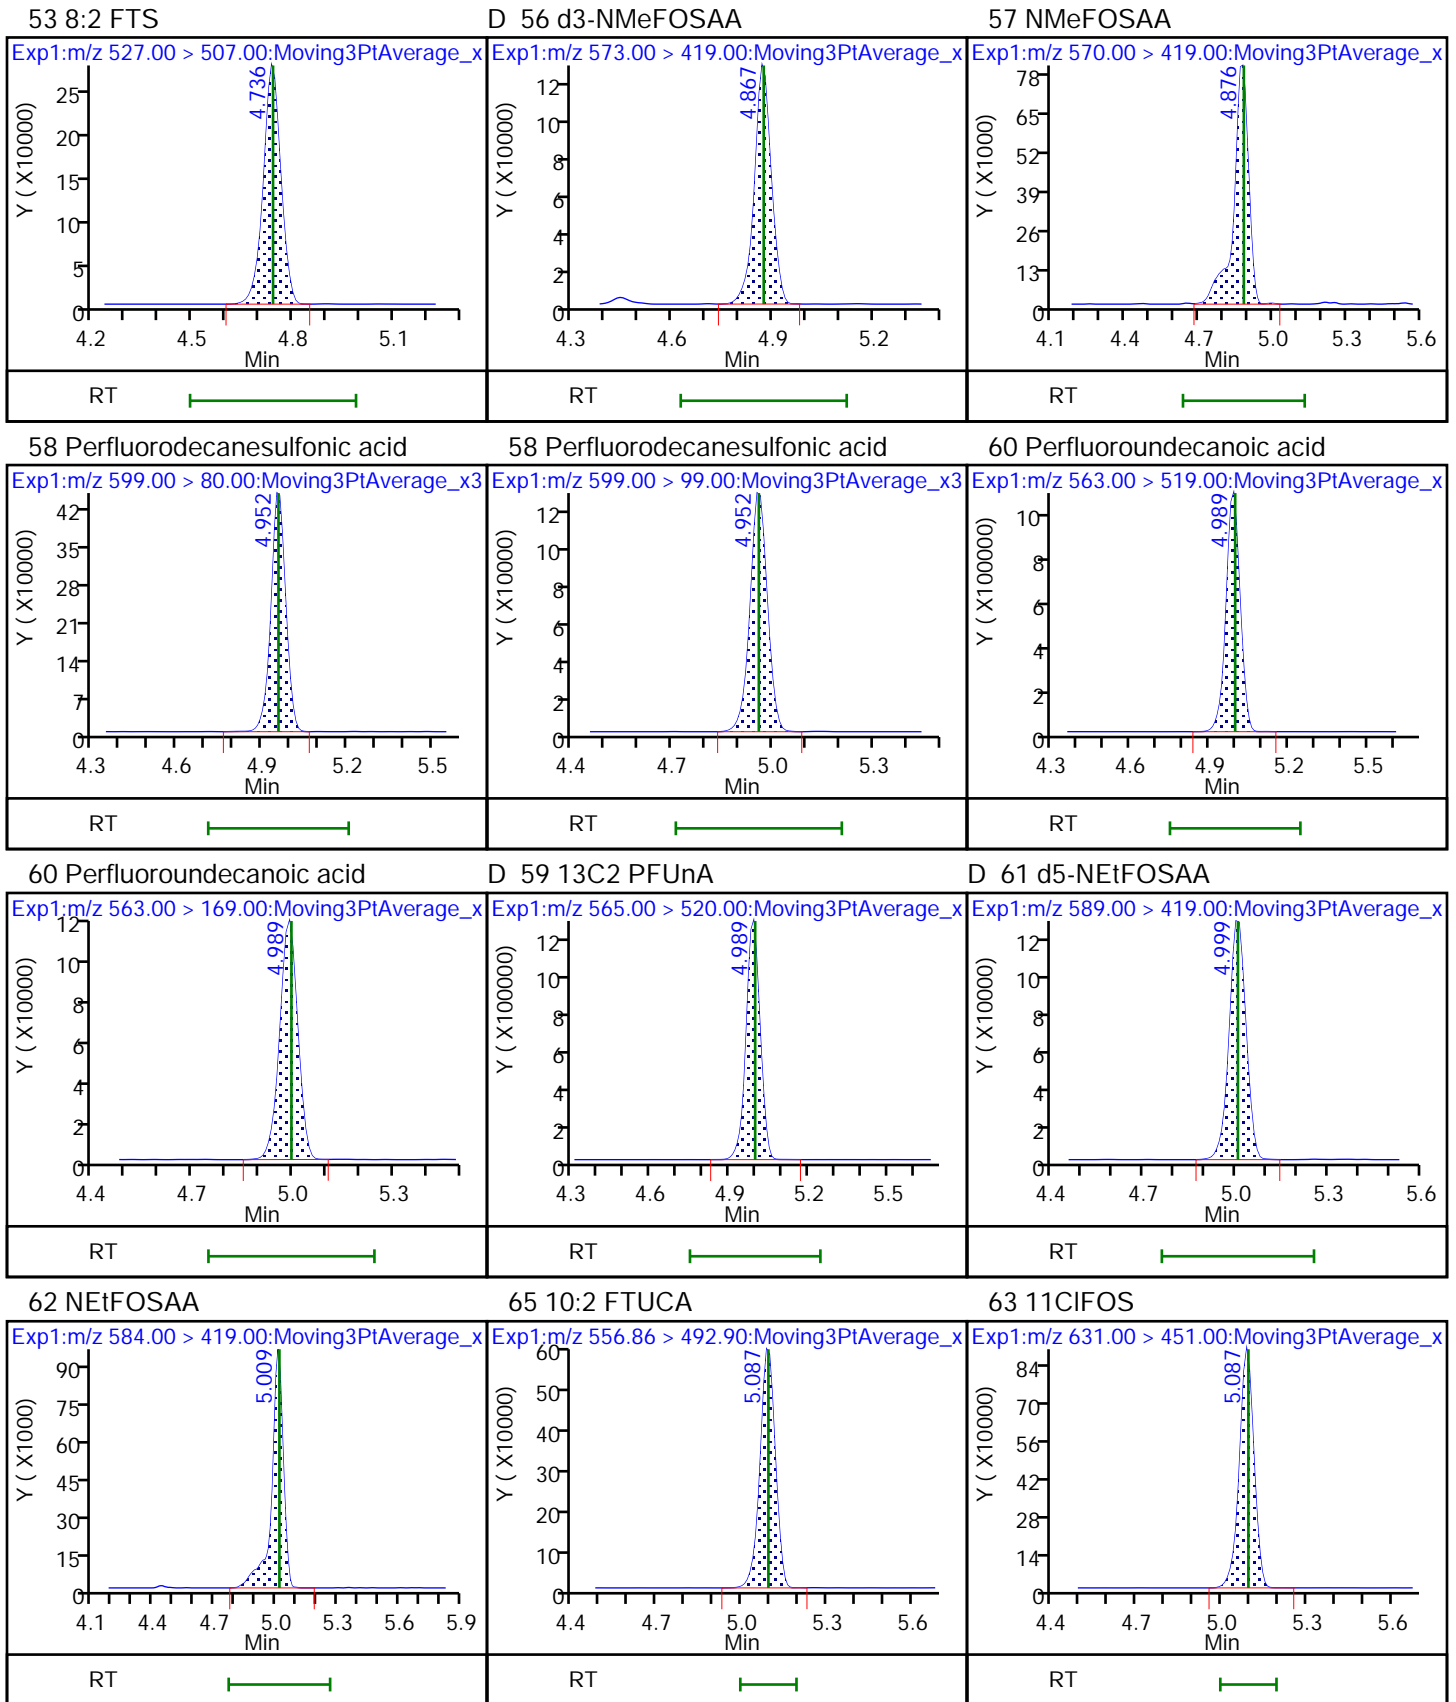 53 8:2 FTS
Exp1:m/z 527.00 > 507.00:Moving3PtAverage_x
4.736
Y ( X10000)
25
20
15
10
5
0
4.2 4.5 4.8 5.1
Min
RT
D 56 d3-NMeFOSAA
Exp1:m/z 573.00 > 419.00:Moving3PtAverage_x
4.867
Y ( X10000)
12
10
8
6
4
2
0
4.3 4.6 4.9 5.2
Min
RT
57 NMeFOSAA
Exp1:m/z 570.00 > 419.00:Moving3PtAverage_x
4.876
Y ( X1000)
78
65
52
39
26
13
0
4.1 4.4 4.7 5.0 5.3 5.6
Min
RT
58 Perfluorodecanesulfonic acid
Exp1:m/z 599.00 > 80.00:Moving3PtAverage_x3
4.952
Y ( X10000)
42
35
28
21
14
7
0
4.3 4.6 4.9 5.2 5.5
Min
RT
58 Perfluorodecanesulfonic acid
Exp1:m/z 599.00 > 99.00:Moving3PtAverage_x3
4.952
Y ( X10000)
12
10
8
6
4
2
0
4.4 4.7 5.0 5.3
Min
RT
60 Perfluoroundecanoic acid
Exp1:m/z 563.00 > 519.00:Moving3PtAverage_x
4.989
Y ( X100000)
10
8
6
4
2
0
4.3 4.6 4.9 5.2 5.5
Min
RT
60 Perfluoroundecanoic acid
Exp1:m/z 563.00 > 169.00:Moving3PtAverage_x
4.989
Y ( X10000)
12
10
8
6
4
2
0
4.4 4.7 5.0 5.3
Min
RT
D 59 13C2 PFUnA
Exp1:m/z 565.00 > 520.00:Moving3PtAverage_x
4.989
Y ( X100000)
12
10
8
6
4
2
0
4.3 4.6 4.9 5.2 5.5
Min
RT
D 61 d5-NEtFOSAA
Exp1:m/z 589.00 > 419.00:Moving3PtAverage_x
4.999
Y ( X10000)
12
10
8
6
4
2
0
4.4 4.7 5.0 5.3 5.6
Min
RT
62 NEtFOSAA
Exp1:m/z 584.00 > 419.00:Moving3PtAverage_x
5.009
Y ( X1000)
90
75
60
45
30
15
0
4.1 4.4 4.7 5.0 5.3 5.6 5.9
Min
RT
65 10:2 FTUCA
Exp1:m/z 556.86 > 492.90:Moving3PtAverage_x
5.087
Y ( X10000)
60
50
40
30
20
10
0
4.4 4.7 5.0 5.3 5.6
Min
RT
63 11ClFOS
Exp1:m/z 631.00 > 451.00:Moving3PtAverage_x
5.087
Y ( X10000)
84
70
56
42
28
14
0
4.4 4.7 5.0 5.3 5.6
Min
RT